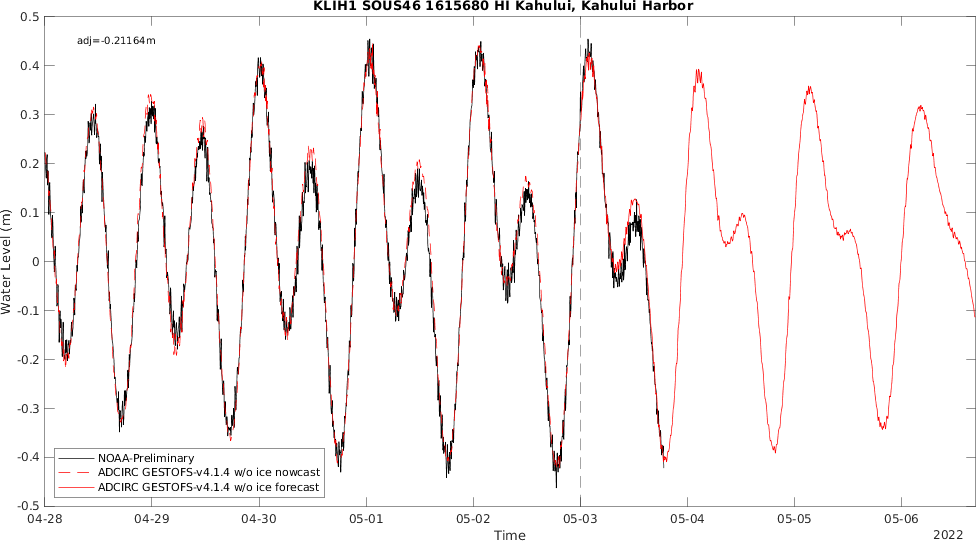 KLIH1 SOUS46 1615680 HI Kahului, Kahului Harbor
adj=-0.21164m
0.5
0.4
0.3
0.2
0.1
0
-0.1
-0.2
-0.3
-0.4
-0.5
Water Level (m)
NOAA-Preliminary
ADCIRC GESTOFS-v4.1.4 w/o ice nowcast
ADCIRC GESTOFS-v4.1.4 w/o ice forecast
04-28 04-29 04-30 05-01 05-02 05-03 05-04 05-05 05-06
Time
2022